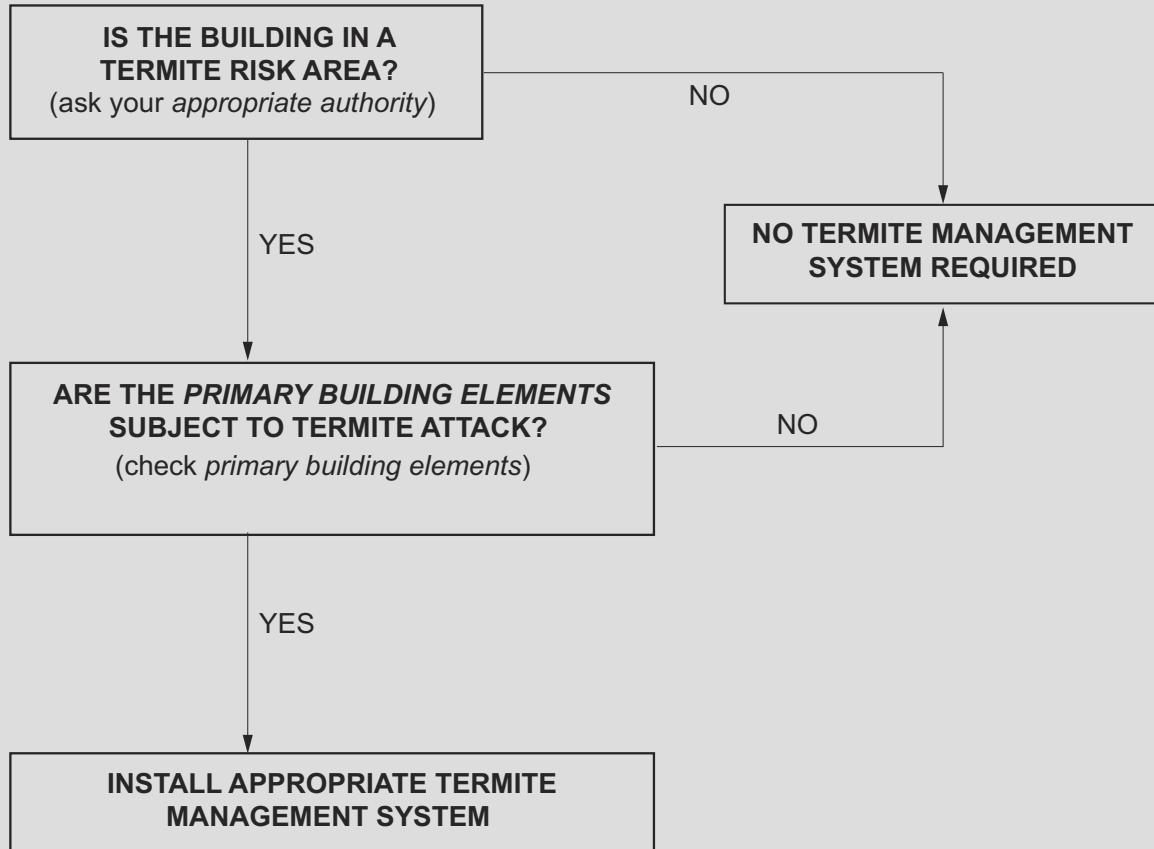 IS THE BUILDING IN A
TERMITE RISK AREA?
(ask your appropriate authority)
NO
YES
NO TERMITE MANAGEMENT
SYSTEM REQUIRED
ARE THE PRIMARY BUILDING ELEMENTS
SUBJECT TO TERMITE ATTACK?
(check primary building elements)
NO
YES
INSTALL APPROPRIATE TERMITE
MANAGEMENT SYSTEM